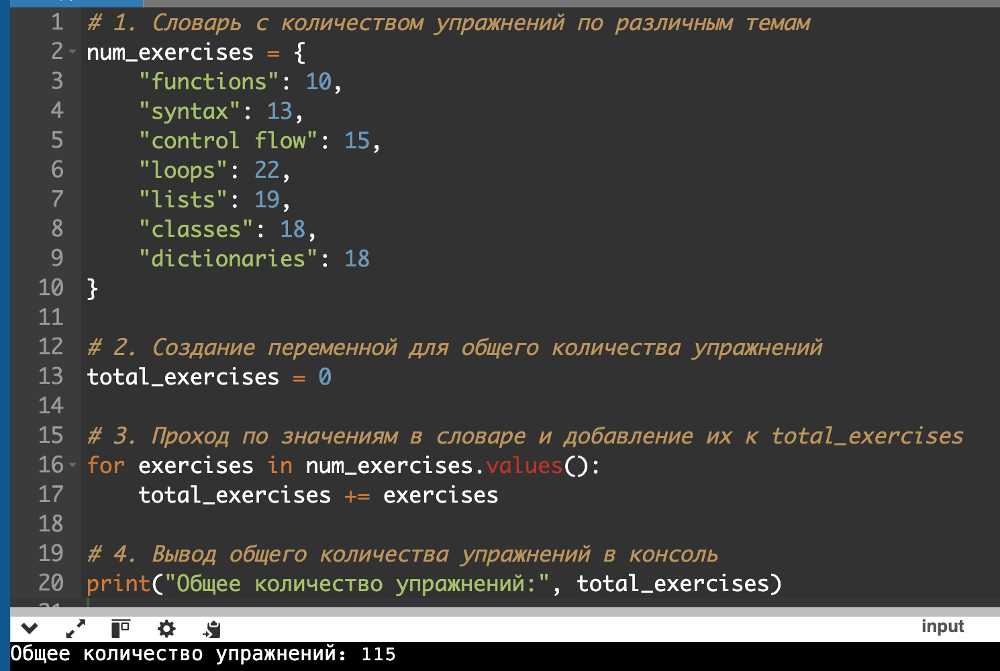 1 # 1. Словарь с количеством упражнений по различным темам
2 num_exercises = {
3     "functions": 10,
4     "syntax": 13,
5     "control flow": 15,
6     "loops": 22,
7     "lists": 19,
8     "classes": 18,
9     "dictionaries": 18
10 }
11
12 # 2. Создание переменной для общего количества упражнений
13 total_exercises = 0
14
15 # 3. Проход по значениям в словаре и добавление их к total_exercises
16 for exercises in num_exercises.values():
17     total_exercises += exercises
18
19 # 4. Вывод общего количества упражнений в консоль
20 print("Общее количество упражнений:", total_exercises)
21
input
Общее количество упражнений: 115